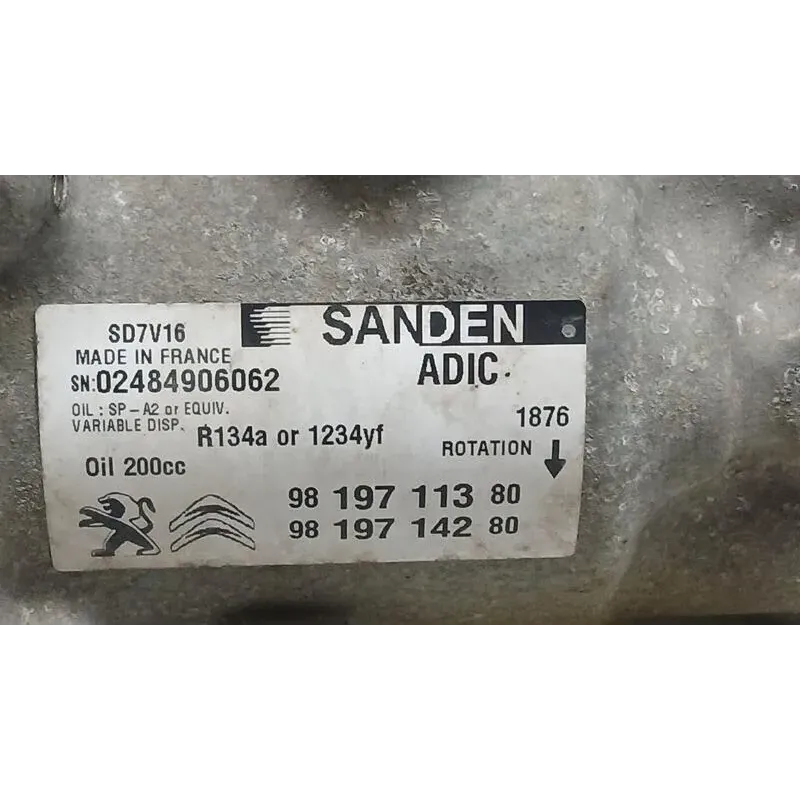 SD7V16
SANDEN
MADE IN FRANCE
ADIC.
SN:02484906062
OIL : SP-A2 or EQUIV.
VARIABLE DISP.
R134a or 1234yf
1876
ROTATION
Oil 200cc
98 197 113 80
98 197 142 80